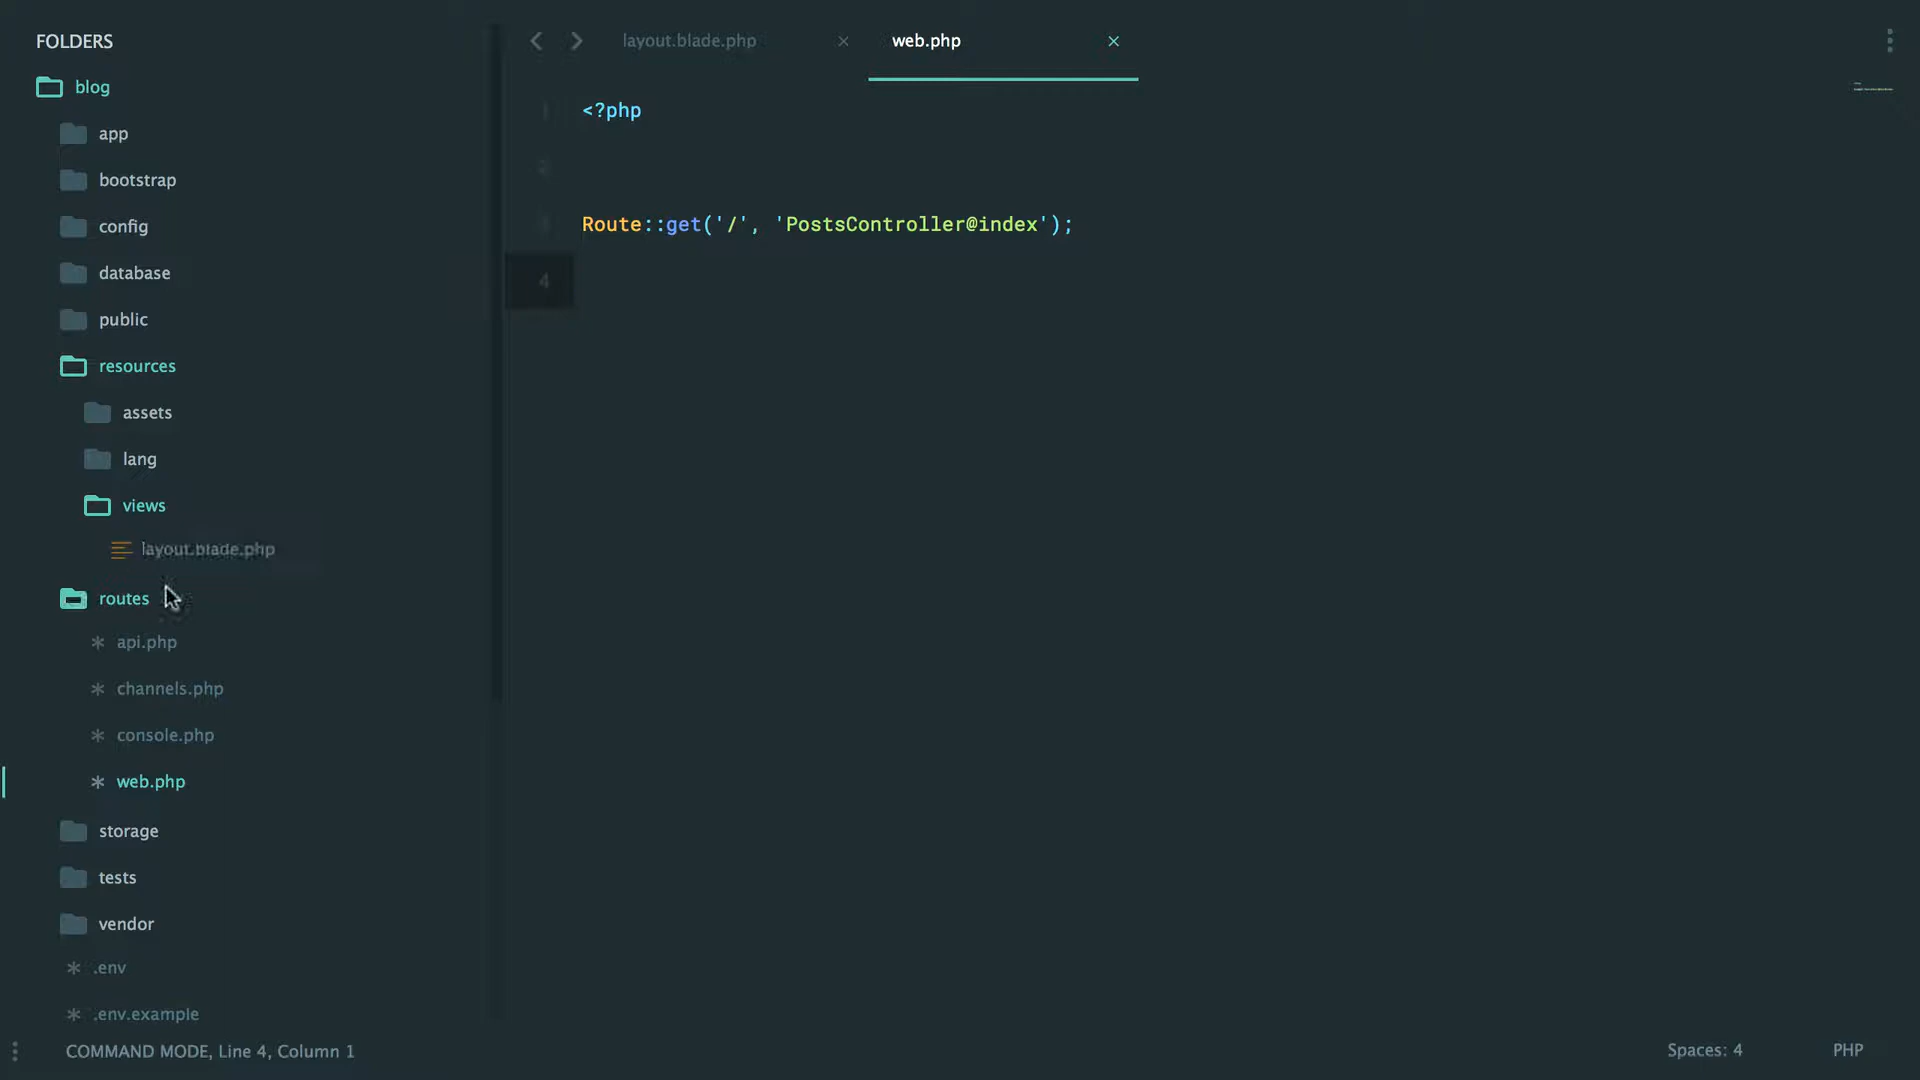 FOLDERS
blog
app
bootstrap
config
database
public
resources
assets
lang
views
layout.blade.php
routes
api.php
channels.php
console.php
web.php
storage
tests
vendor
.env
.env.example
layout.blade.php
web.php
1 <?php
2
Route::get('/', 'PostsController@index');
4
COMMAND MODE, Line 4, Column 1
Spaces: 4
PHP